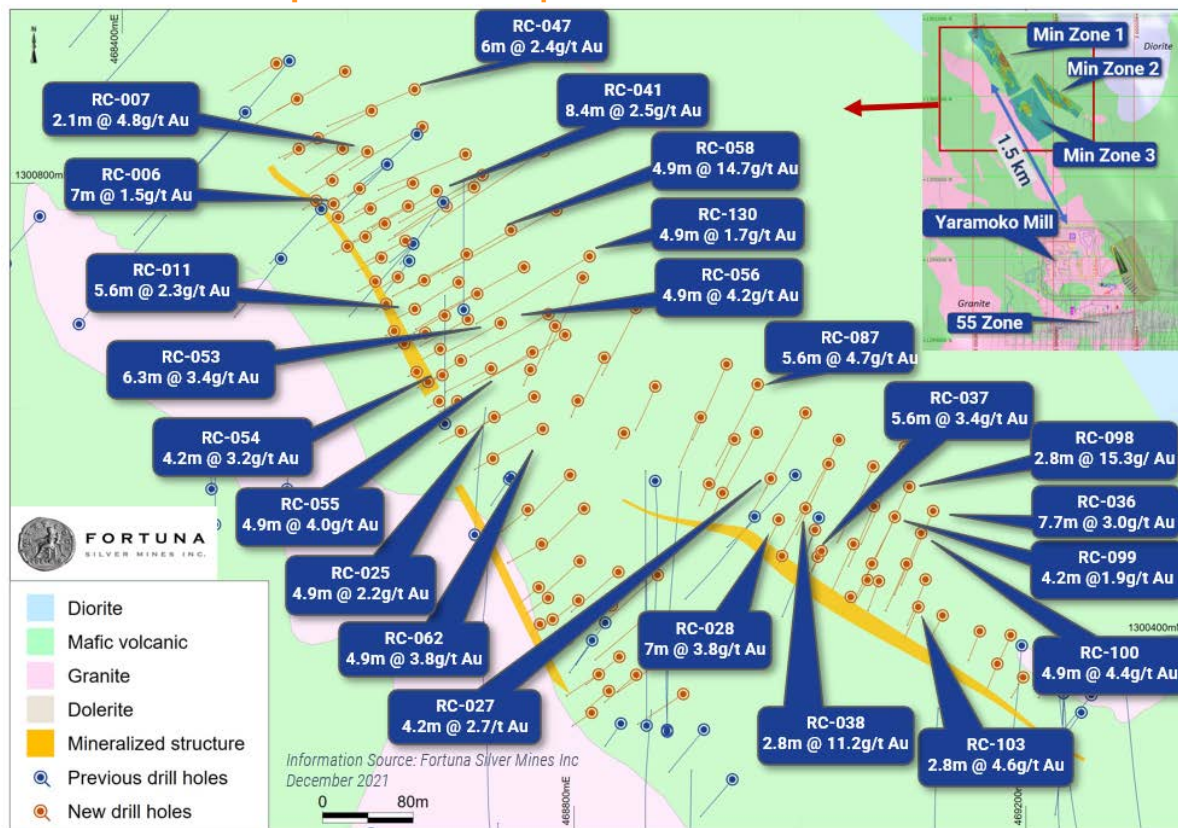 468400mE
N
RC-047
6m @ 2.4g/t Au
RC-007
2.1m @ 4.8g/t Au
RC-041
8.4m @ 2.5g/t Au
1300800mN
RC-006
7m @ 1.5g/t Au
RC-058
4.9m @ 14.7g/t Au
RC-130
4.9m @ 1.7g/t Au
RC-011
5.6m @ 2.3g/t Au
RC-056
4.9m @ 4.2g/t Au
RC-053
6.3m @ 3.4g/t Au
RC-087
5.6m @ 4.7g/t Au
RC-037
5.6m @ 3.4g/t Au
RC-054
4.2m @ 3.2g/t Au
RC-098
2.8m @ 15.3g/ Au
RC-055
4.9m @ 4.0g/t Au
RC-036
7.7m @ 3.0g/t Au
RC-099
4.2m @1.9g/t Au
RC-025
4.9m @ 2.2g/t Au
RC-062
4.9m @ 3.8g/t Au
RC-028
7m @ 3.8g/t Au
1300400mN
RC-100
4.9m @ 4.4g/t Au
RC-027
4.2m @ 2.7/t Au
RC-038
2.8m @ 11.2g/t Au
RC-103
2.8m @ 4.6g/t Au
Min Zone 1
Diorite
Min Zone 2
Min Zone 3
1.5 km
Yaramoko Mill
Granite
55 Zone
FORTUNA
SILVER MINES INC.
Diorite
Mafic volcanic
Granite
Dolerite
Mineralized structure
Previous drill holes
New drill holes
Information Source: Fortuna Silver Mines Inc
December 2021
0 80m
468800mE
469200mE